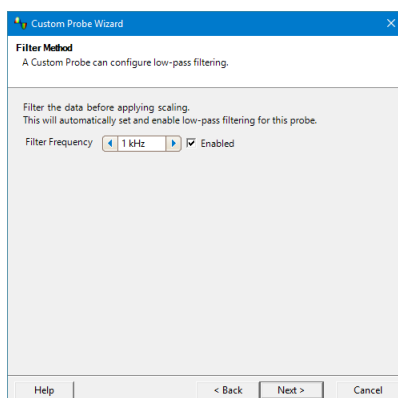 Custom Probe Wizard
Filter Method
A Custom Probe can configure low-pass filtering.
Filter the data before applying scaling.
This will automatically set and enable low-pass filtering for this probe.
Filter Frequency 1 kHz Enabled
Help < Back Next > Cancel